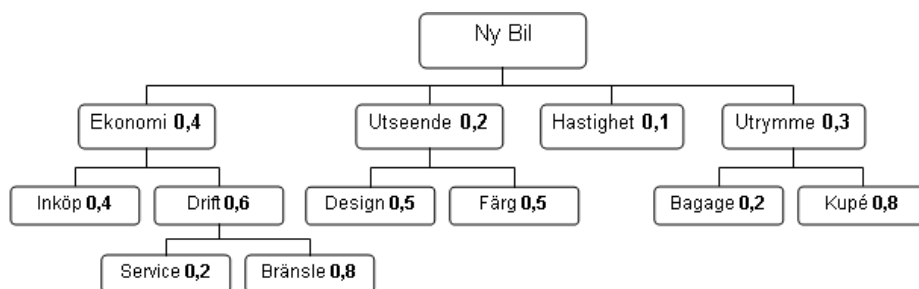 Ny Bil
Ekonomi 0,4
Utseende 0,2
Hastighet 0,1
Utrymme 0,3
Inköp 0,4
Drift 0,6
Design 0,5
Färg 0,5
Bagage 0,2
Kupé 0,8
Service 0,2
Bränsle 0,8